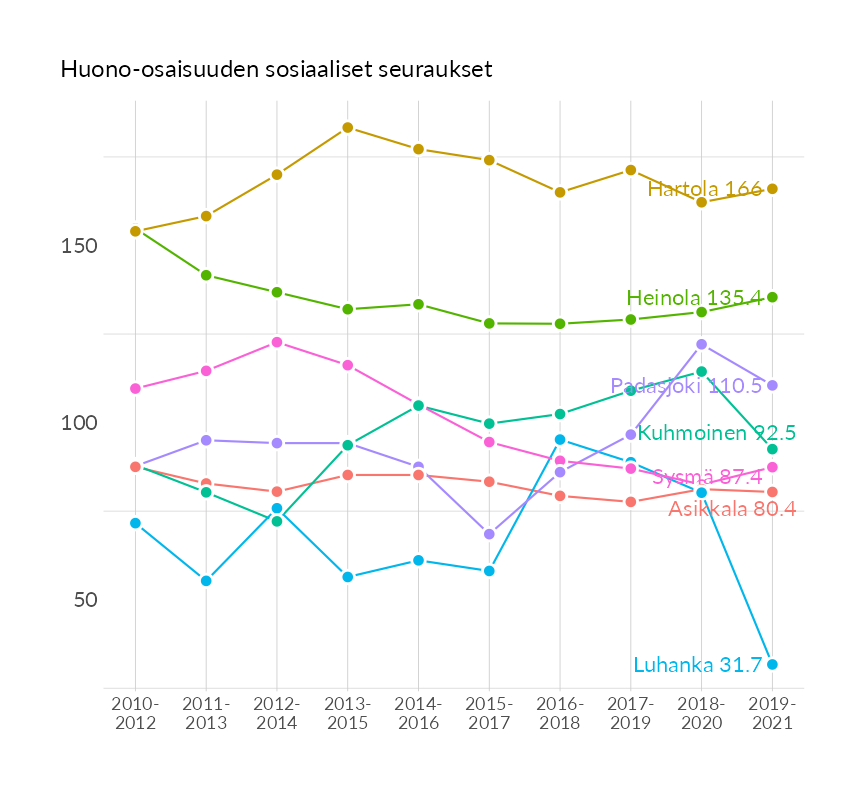 Huono-osaisuuden sosiaaliset seuraukset
Hartola 166
150
Heinola 135.4
Padasjoki 110.5
100
Kuhmoinen 92.5
Sysmä 87.4
Asikkala 80.4
50
Luhanka 31.7
2010- 2011- 2012- 2013- 2014- 2015- 2016- 2017- 2018- 2019-
2012 2013 2014 2015 2016 2017 2018 2019 2020 2021